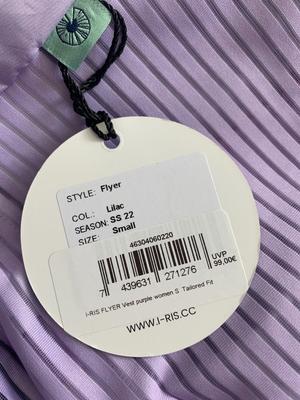 STYLE: Flyer
COL.: Lilac
SEASON: SS 22
SIZE: Small
46304060220
7 439631 271276
UVP
99,00€
I-RIS FLYER Vest purple women S Tailored Fit
WWW.I-RIS.CC